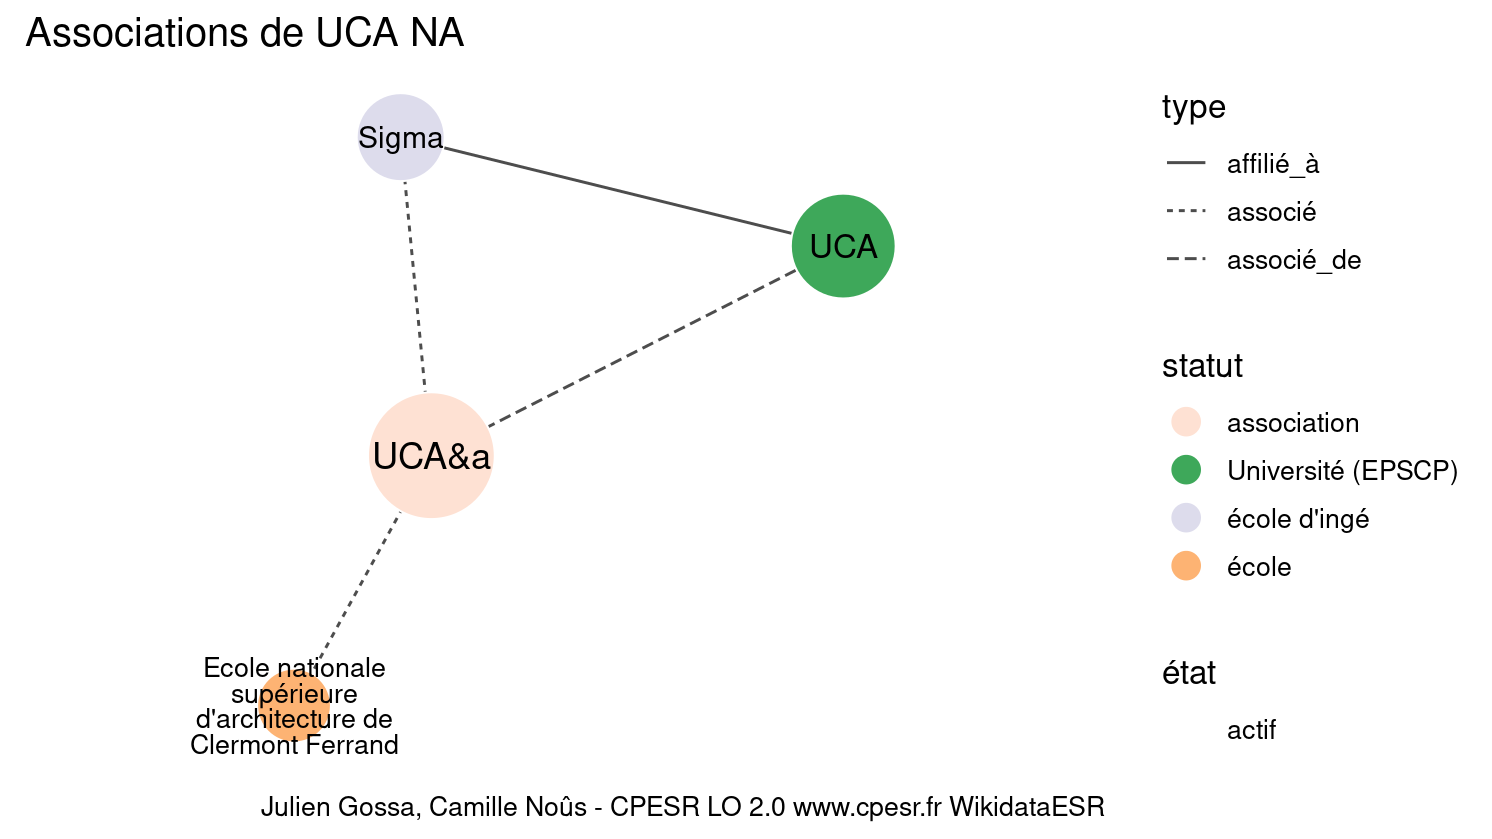 Associations de UCA NA
Sigma
UCA
UCA&a
Ecole nationale
supérieure
d'architecture de
Clermont Ferrand
type
affilié_à
associé
associé_de
statut
association
Université (EPSCP)
école d'ingé
école
état
actif
Julien Gossa, Camille Noûs - CPESR LO 2.0 www.cpesr.fr WikidataESR